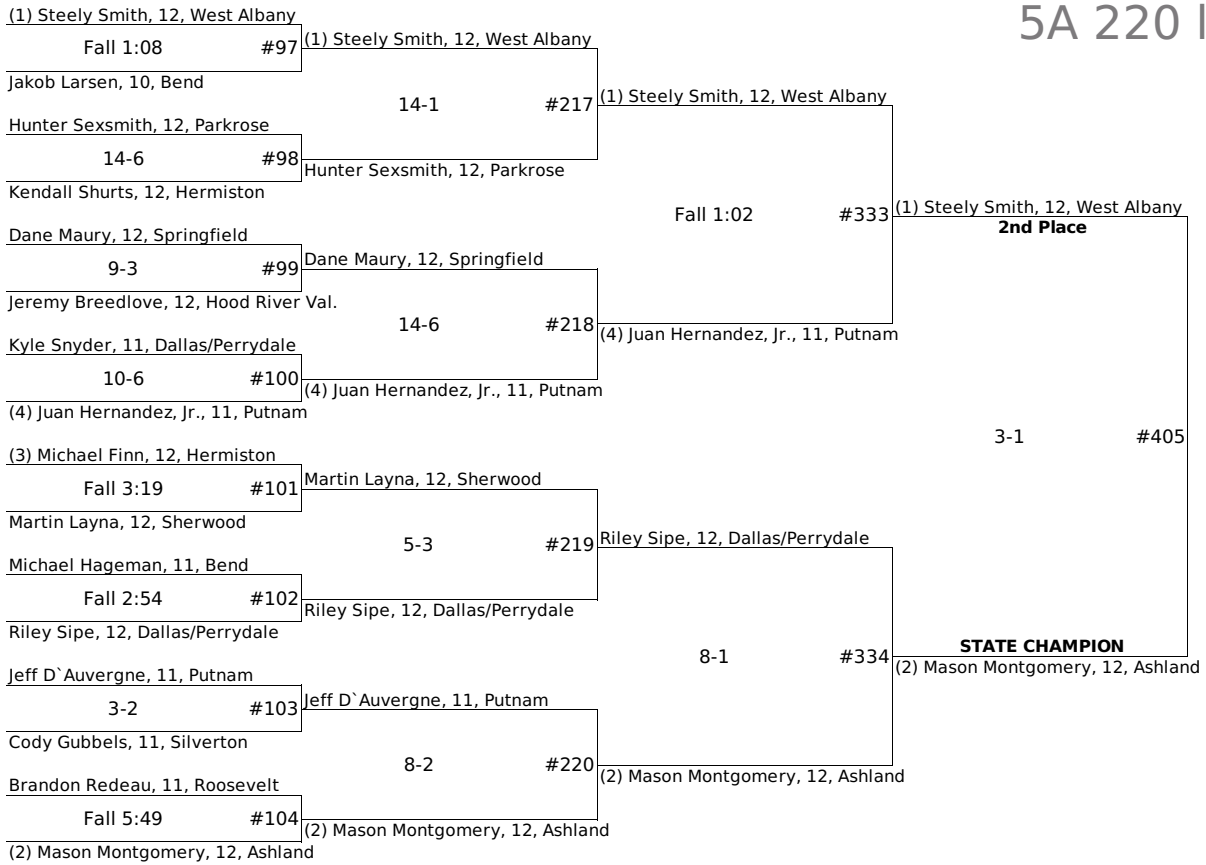 5A 220 l
(1) Steely Smith, 12, West Albany
Fall 1:08 #97
Jakob Larsen, 10, Bend
Hunter Sexsmith, 12, Parkrose
14-6 #98
Kendall Shurts, 12, Hermiston
Dane Maury, 12, Springfield
9-3 #99
Jeremy Breedlove, 12, Hood River Val.
Kyle Snyder, 11, Dallas/Perrydale
10-6 #100
(4) Juan Hernandez, Jr., 11, Putnam
(3) Michael Finn, 12, Hermiston
Fall 3:19 #101
Martin Layna, 12, Sherwood
Michael Hageman, 11, Bend
Fall 2:54 #102
Riley Sipe, 12, Dallas/Perrydale
Jeff D`Auvergne, 11, Putnam
3-2 #103
Cody Gubbels, 11, Silverton
Brandon Redeau, 11, Roosevelt
Fall 5:49 #104
(2) Mason Montgomery, 12, Ashland
(1) Steely Smith, 12, West Albany
14-1 #217
Hunter Sexsmith, 12, Parkrose
Dane Maury, 12, Springfield
14-6 #218
(4) Juan Hernandez, Jr., 11, Putnam
Martin Layna, 12, Sherwood
5-3 #219
Riley Sipe, 12, Dallas/Perrydale
Jeff D`Auvergne, 11, Putnam
8-2 #220
(2) Mason Montgomery, 12, Ashland
(1) Steely Smith, 12, West Albany
Fall 1:02 #333
(4) Juan Hernandez, Jr., 11, Putnam
Riley Sipe, 12, Dallas/Perrydale
8-1 #334
(2) Mason Montgomery, 12, Ashland
(1) Steely Smith, 12, West Albany
2nd Place
3-1 #405
STATE CHAMPION
(2) Mason Montgomery, 12, Ashland